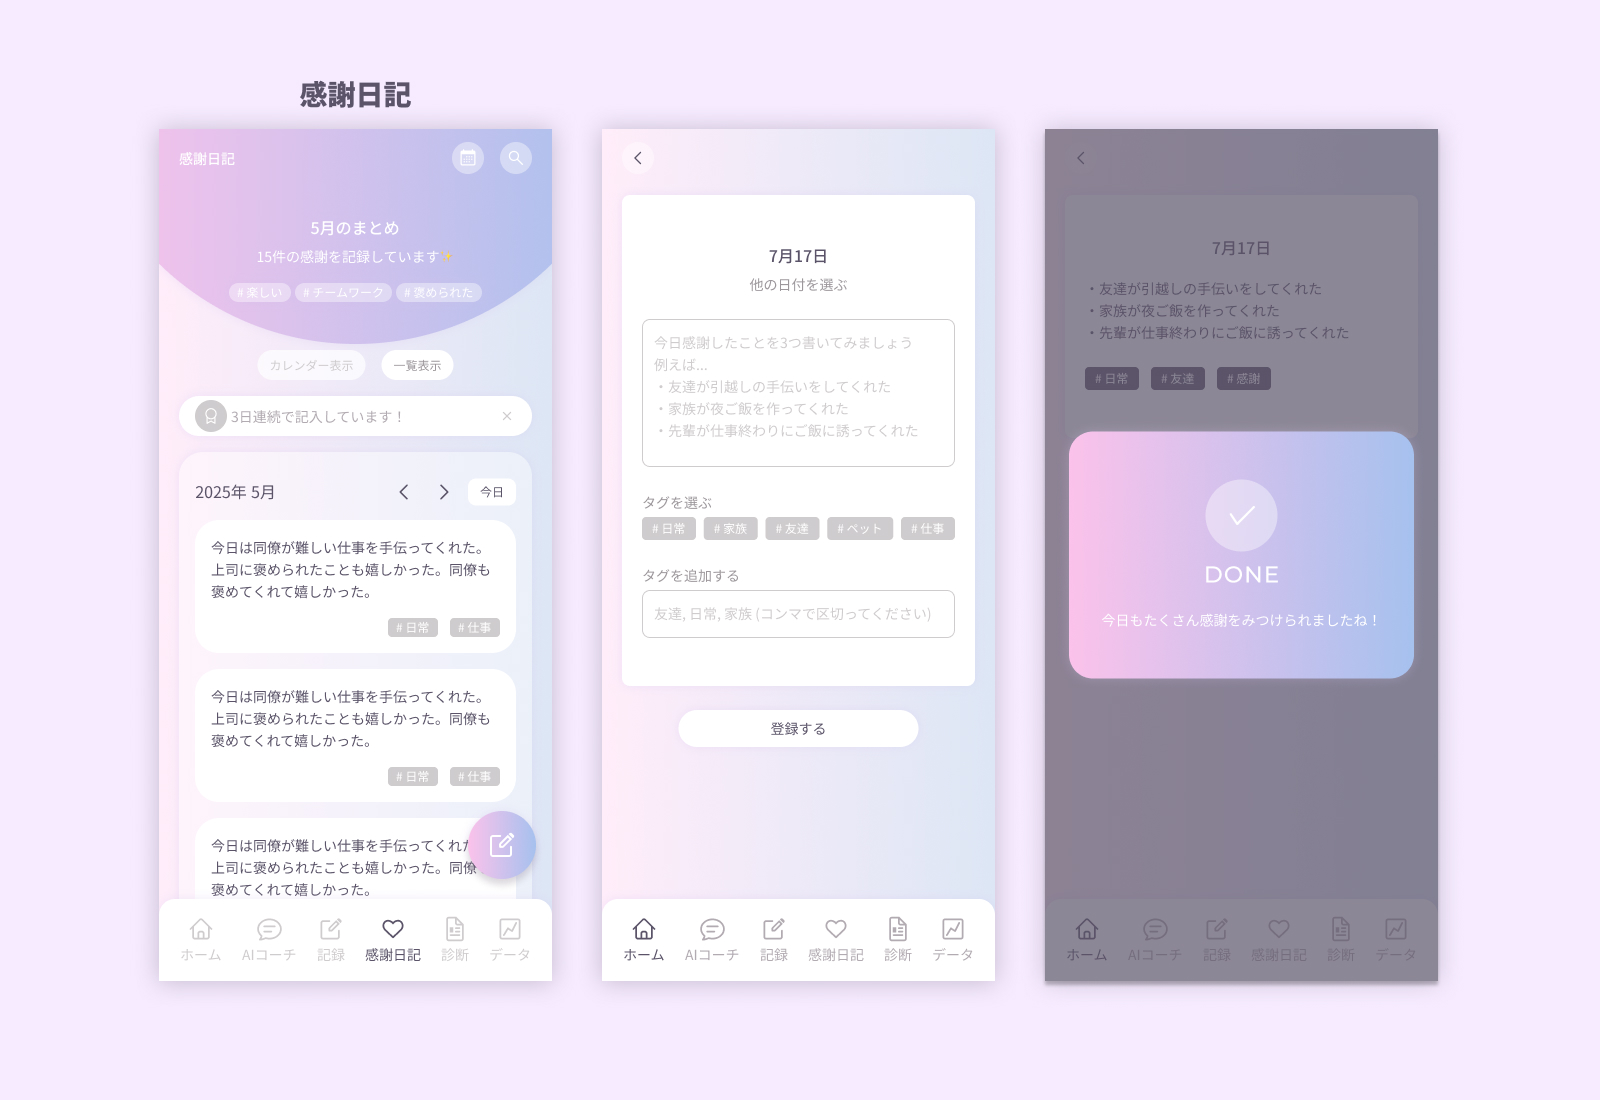 感謝日記
感謝日記
5月のまとめ
15件の感謝を記録しています✨
# 楽しい # チームワーク # 褒められた
カレンダー表示 一覧表示
3日連続で記入しています！
2025年 5月 今日
今日は同僚が難しい仕事を手伝ってくれた。
上司に褒められたことも嬉しかった。同僚も
褒めてくれて嬉しかった。
# 日常 # 仕事
今日は同僚が難しい仕事を手伝ってくれた。
上司に褒められたことも嬉しかった。同僚も
褒めてくれて嬉しかった。
# 日常 # 仕事
今日は同僚が難しい仕事を手伝ってくれた
上司に褒められたことも嬉しかった。同僚
褒めてくれて嬉しかった。
ホーム AIコーチ 記録 感謝日記 診断 データ
7月17日
他の日付を選ぶ
今日感謝したことを3つ書いてみましょう
例えば...
・友達が引越しの手伝いをしてくれた
・家族が夜ご飯を作ってくれた
・先輩が仕事終わりにご飯に誘ってくれた
タグを選ぶ
# 日常 # 家族 # 友達 # ペット # 仕事
タグを追加する
友達, 日常, 家族 (コンマで区切ってください)
登録する
ホーム AIコーチ 記録 感謝日記 診断 データ
7月17日
・友達が引越しの手伝いをしてくれた
・家族が夜ご飯を作ってくれた
・先輩が仕事終わりにご飯に誘ってくれた
# 日常 # 友達 # 感謝
DONE
今日もたくさん感謝をみつけられましたね！
ホーム AIコーチ 記録 感謝日記 診断 データ